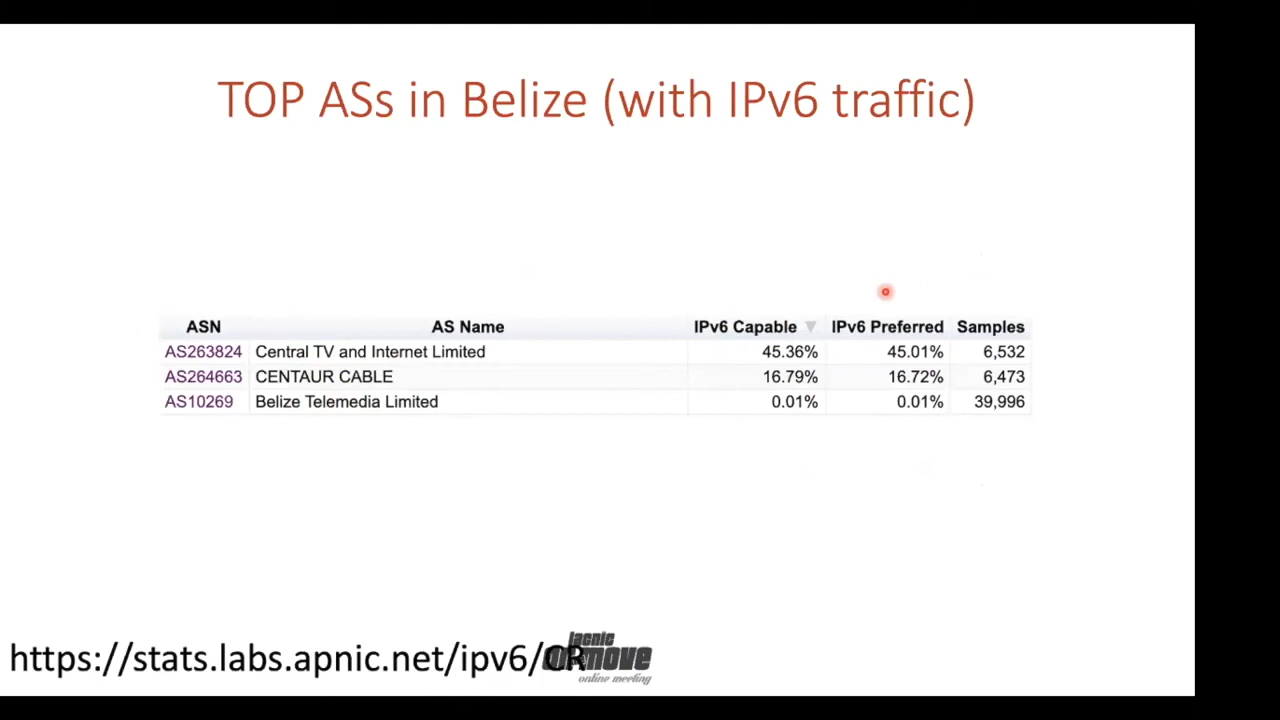 TOP ASs in Belize (with IPv6 traffic)
ASN AS Name IPv6 Capable IPv6 Preferred Samples
AS263824 Central TV and Internet Limited 45.36% 45.01% 6,532
AS264663 CENTAUR CABLE 16.79% 16.72% 6,473
AS10269 Belize Telemedia Limited 0.01% 0.01% 39,996
https://stats.labs.apnic.net/ipv6/CR
lacnic
move
online meeting